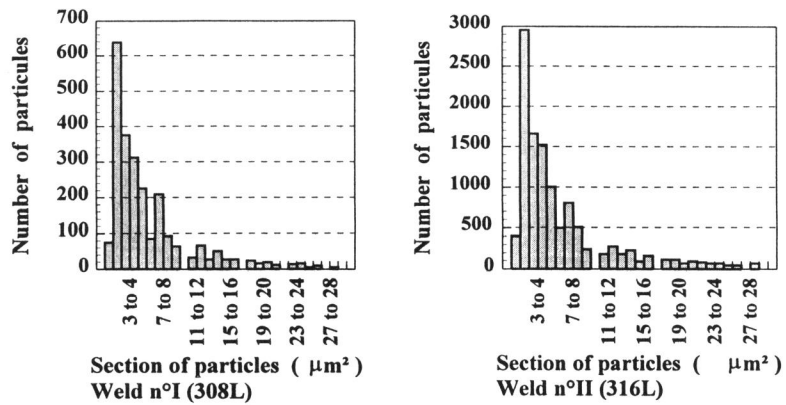 Number of particules
700
600
500
400
300
200
100
0
3 to 4
7 to 8
11 to 12
15 to 16
19 to 20
23 to 24
27 to 28
Section of particles ( μm²)
Weld n°I (308L)
Number of particules
3000
2500
2000
1500
1000
500
0
3 to 4
7 to 8
11 to 12
15 to 16
19 to 20
23 to 24
27 to 28
Section of particles ( μm²)
Weld n°II (316L)